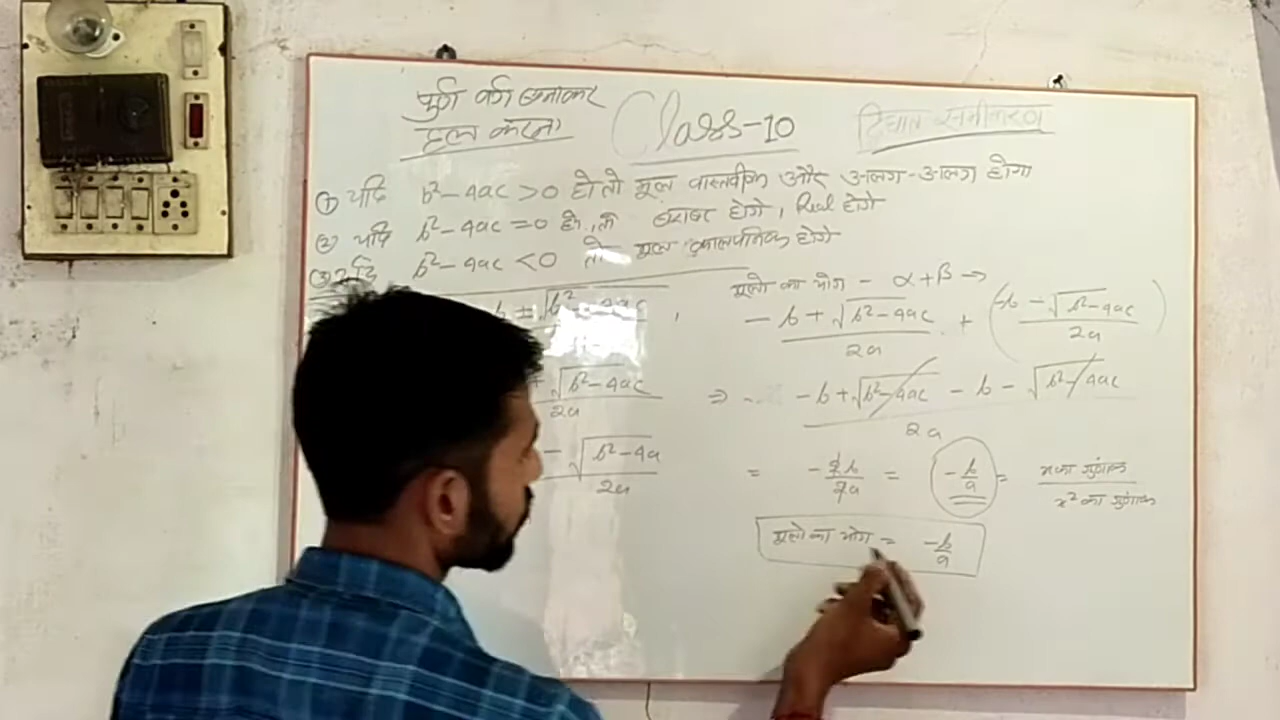 पूर्ण वर्ग बनाकर
हल करना
Class-10
द्विघात समीकरण
① यदि b²-4ac > 0 हो तो मूल वास्तवीक और अलग-अलग होगा
② यदि b²-4ac = 0 हो, तो बराबर होगे, Real होगे
③ यदि b²-4ac < 0 तो मूल काल्पनिक होगे
b ± √b²-4ac
+ √b²-4ac
2a
- √b²-4a
2a
मूलो का योग - α+β →
-b + √b²-4ac / 2a + (-b - √b²-4ac / 2a)
⇒ -b + √b²-4ac - b - √b²-4ac / 2a
= -2b / 2a = -b/a = x का गुणांक / x² का गुणांक
मूलो का योग = -b/a